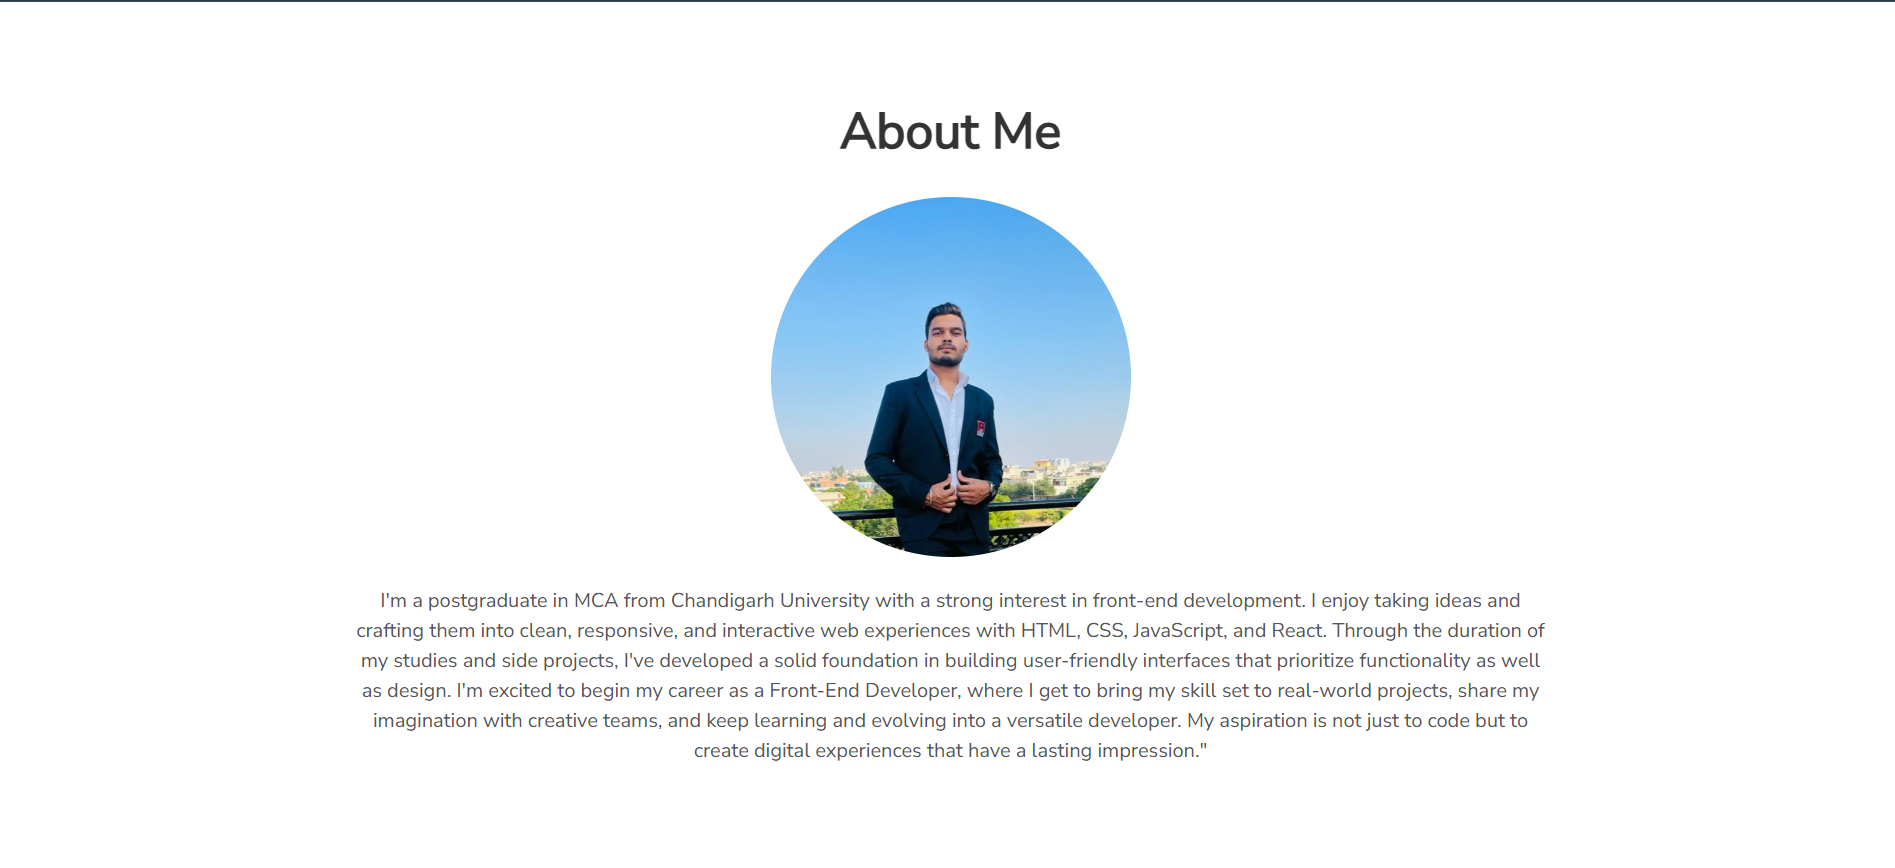 About Me
I'm a postgraduate in MCA from Chandigarh University with a strong interest in front-end development. I enjoy taking ideas and
crafting them into clean, responsive, and interactive web experiences with HTML, CSS, JavaScript, and React. Through the duration of
my studies and side projects, I've developed a solid foundation in building user-friendly interfaces that prioritize functionality as well
as design. I'm excited to begin my career as a Front-End Developer, where I get to bring my skill set to real-world projects, share my
imagination with creative teams, and keep learning and evolving into a versatile developer. My aspiration is not just to code but to
create digital experiences that have a lasting impression."